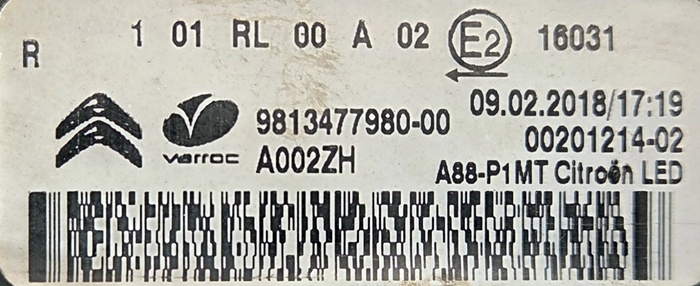 R 1 01 RL 00 A 02 E2 16031
varroc 9813477980-00 09.02.2018/17:19
A002ZH 00201214-02
A88-P1MT Citroën LED